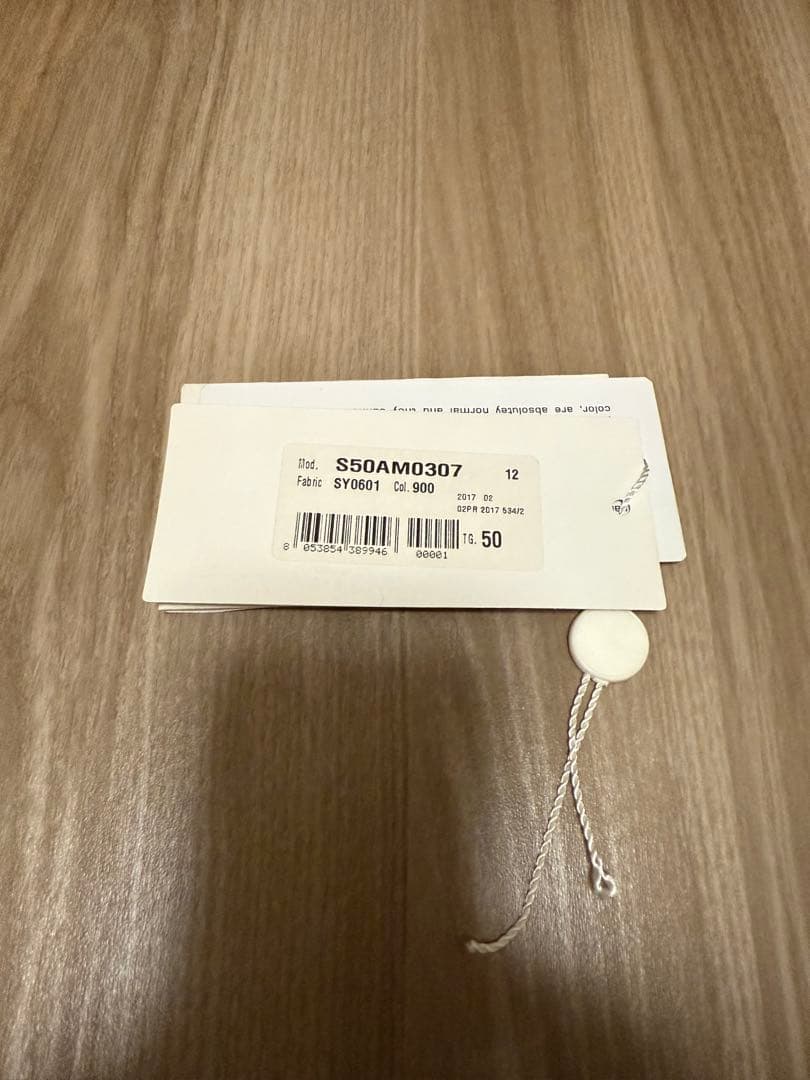 color, are absolutey normal and they
Mod. S50AM0307 12
Fabric SY0601 Col. 900
2017 02
02PR 2017 534/2
TG. 50
8 053854 389946 00001